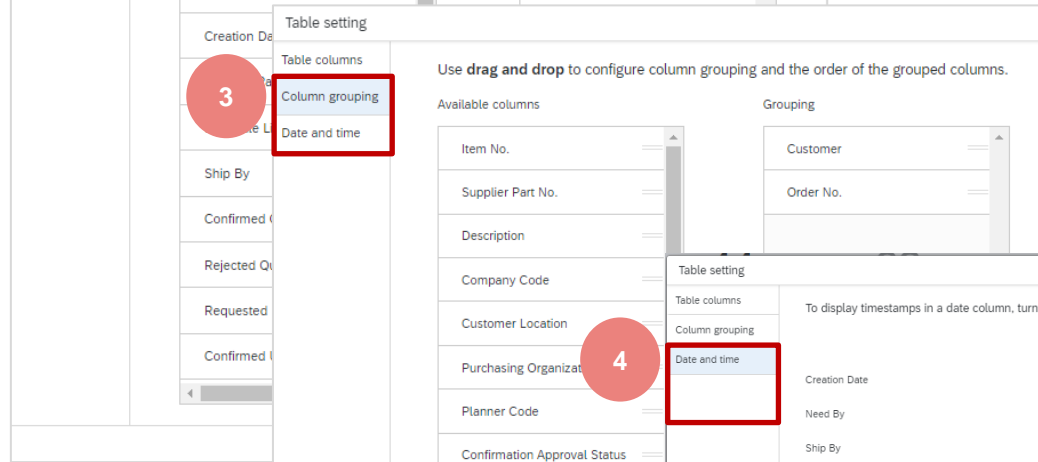 Creation Da
3
Ship By
Confirmed
Rejected Qu
Requested
Confirmed
Table setting
Table columns
Column grouping
Date and time
Use drag and drop to configure column grouping and the order of the grouped columns.
Available columns
Item No.
Supplier Part No.
Description
Company Code
Customer Location
Purchasing Organizat
Planner Code
Confirmation Approval Status
Grouping
Customer
Order No.
4
Table setting
Table columns
Column grouping
Date and time
To display timestamps in a date column, turn
Creation Date
Need By
Ship By